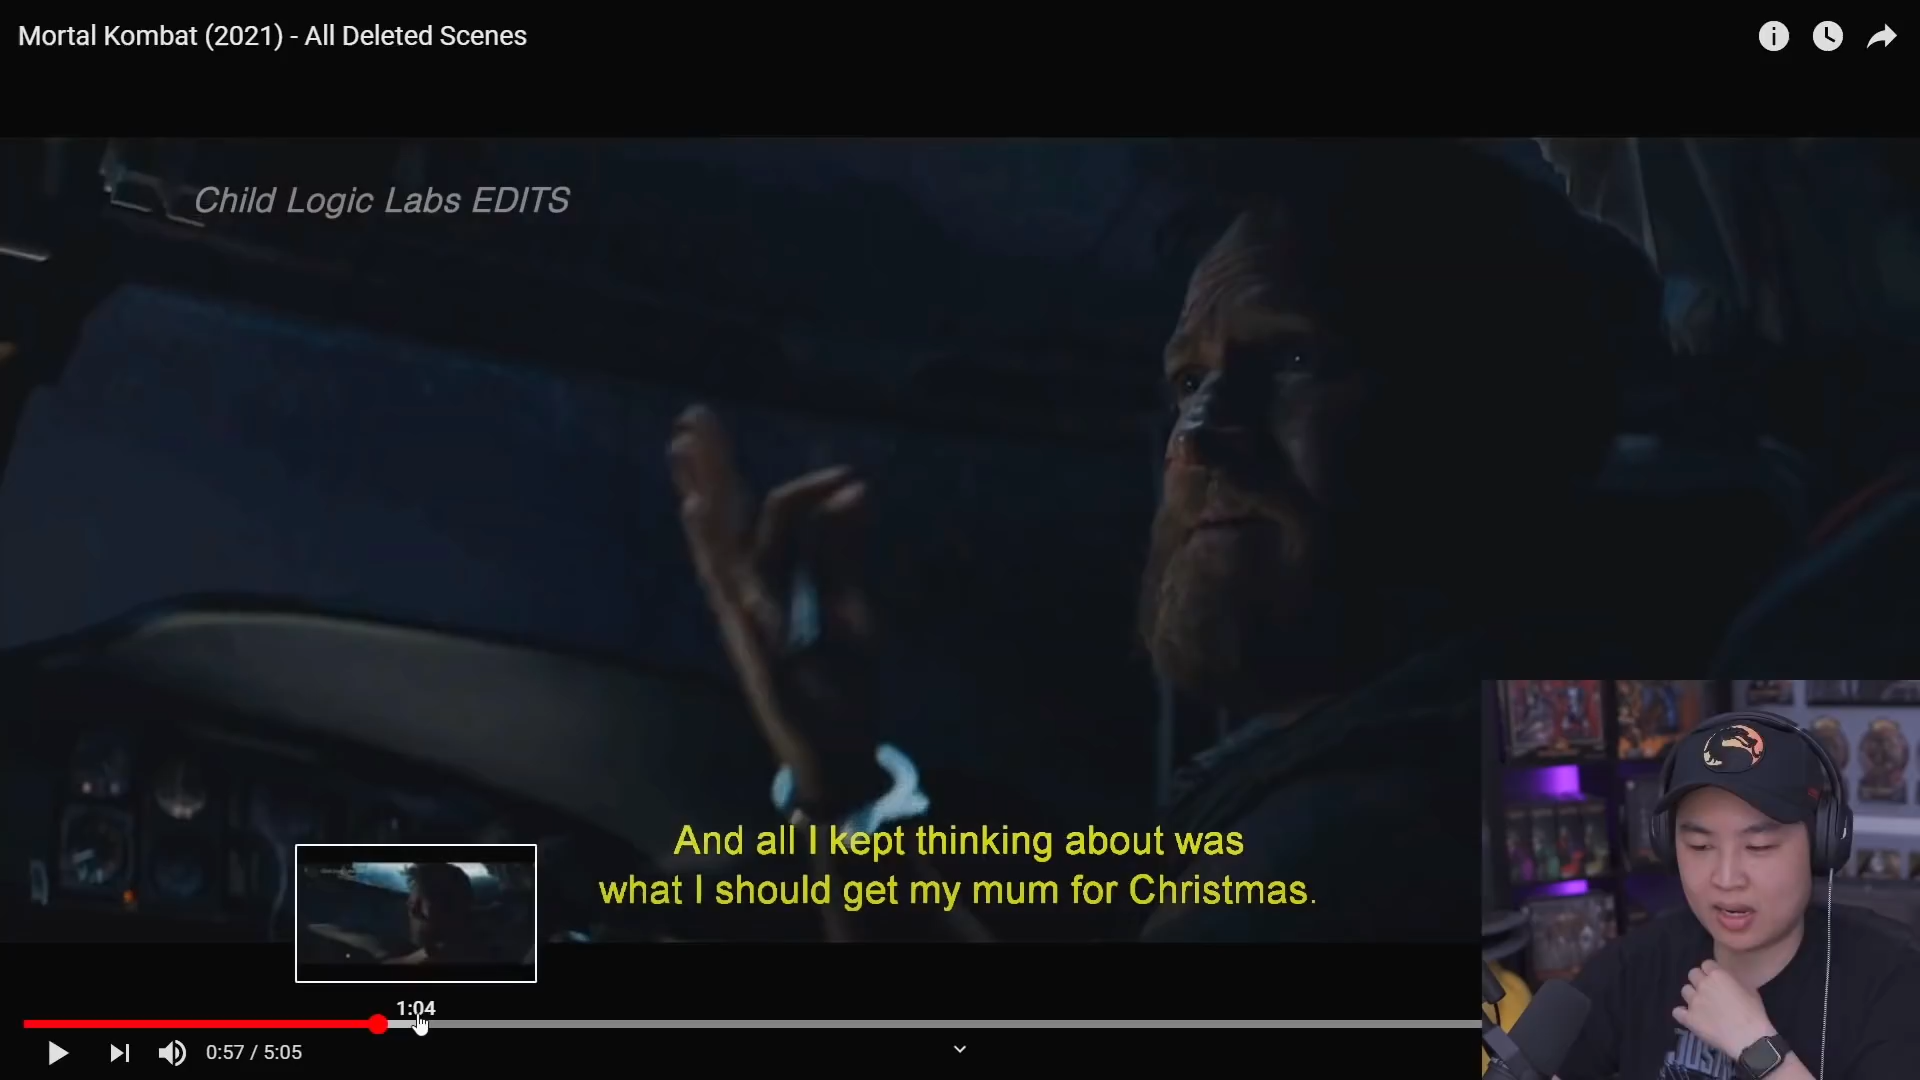 Mortal Kombat (2021) - All Deleted Scenes
Child Logic Labs EDITS
And all I kept thinking about was
what I should get my mum for Christmas.
1:04
0:57 / 5:05